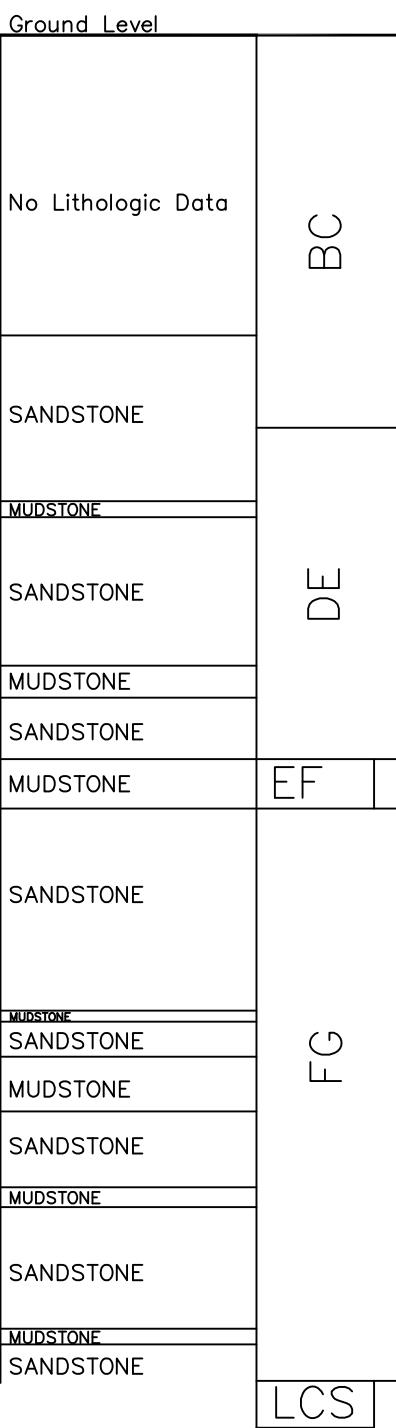 Ground Level
No Lithologic Data
BC
SANDSTONE
MUDSTONE
SANDSTONE
DE
MUDSTONE
SANDSTONE
MUDSTONE
EF
SANDSTONE
MUDSTONE
SANDSTONE
FG
MUDSTONE
SANDSTONE
MUDSTONE
SANDSTONE
MUDSTONE
SANDSTONE
LCS